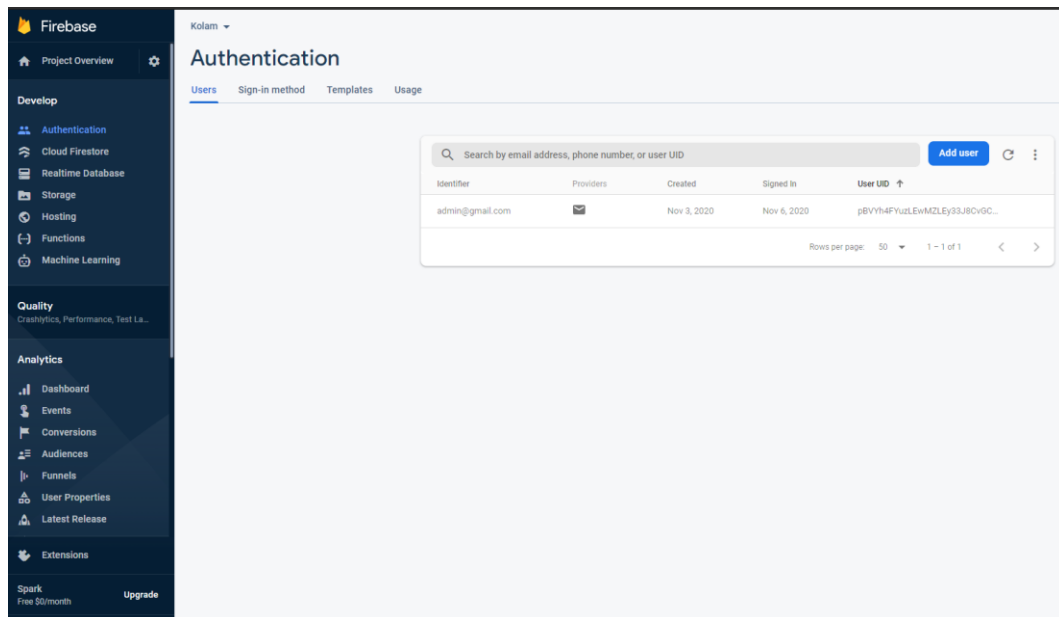 Firebase
Project Overview
Develop
Authentication
Cloud Firestore
Realtime Database
Storage
Hosting
Functions
Machine Learning
Quality
Crashlytics, Performance, Test La...
Analytics
Dashboard
Events
Conversions
Audiences
Funnels
User Properties
Latest Release
Extensions
Spark
Free $0/month
Upgrade
Kolam
Authentication
Users Sign-in method Templates Usage
Search by email address, phone number, or user UID
Add user
Identifier Providers Created Signed In User UID
admin@gmail.com Nov 3, 2020 Nov 6, 2020 pBVYh4FYuzLEwMZLEy33J8CvGC...
Rows per page: 50 1 – 1 of 1